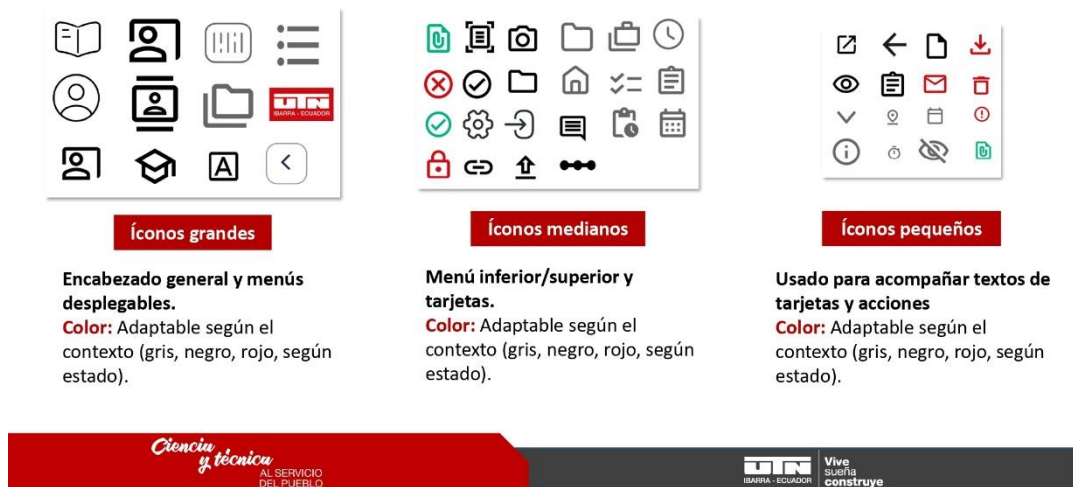 UTN
IBARRA - ECUADOR
A
Íconos grandes
Encabezado general y menús
desplegables.
Color: Adaptable según el
contexto (gris, negro, rojo, según
estado).
Íconos medianos
Menú inferior/superior y
tarjetas.
Color: Adaptable según el
contexto (gris, negro, rojo, según
estado).
Íconos pequeños
Usado para acompañar textos de
tarjetas y acciones
Color: Adaptable según el
contexto (gris, negro, rojo, según
estado).
Ciencia
y técnica
AL SERVICIO
DEL PUEBLO
UTN
IBARRA - ECUADOR
Vive
sueña
construye